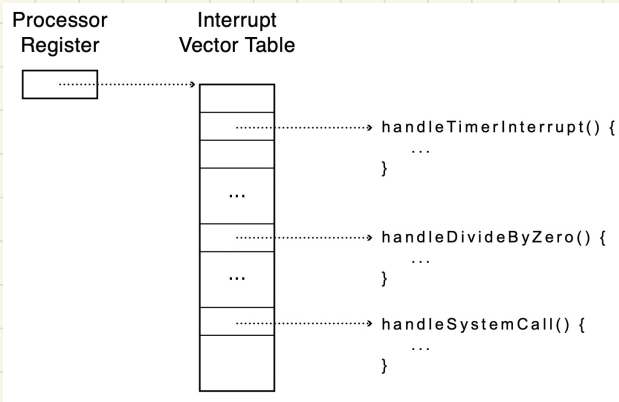 Processor
Register
Interrupt
Vector Table
handleTimerInterrupt() {
...
}
...
handleDivideByZero() {
...
}
...
handleSystemCall() {
...
}